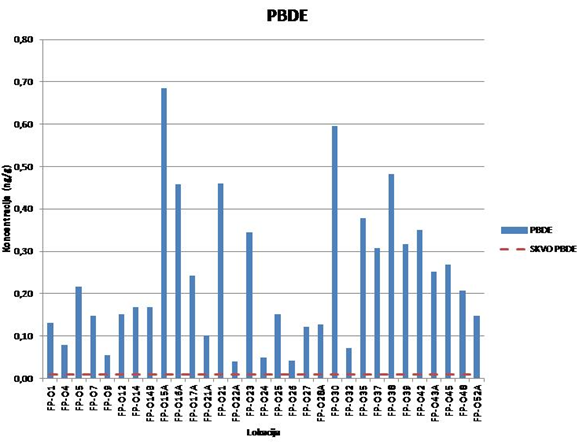 PBDE
0,80
0,70
0,60
0,50
0,40
0,30
0,20
0,10
0,00
Koncentracija (ng/g)
FP-O1
FP-O4
FP-O5
FP-O7
FP-O9
FP-O12
FP-O14
FP-O14B
FP-O15A
FP-O16A
FP-O17A
FP-O21A
FP-O21
FP-O22A
FP-O23
FP-O24
FP-O25
FP-O26
FP-O27
FP-O28A
FP-O30
FP-O32
FP-O35
FP-O37
FP-O38
FP-O39
FP-O42
FP-O43A
FP-O45
FP-O48
FP-O52A
PBDE
SKVO PBDE